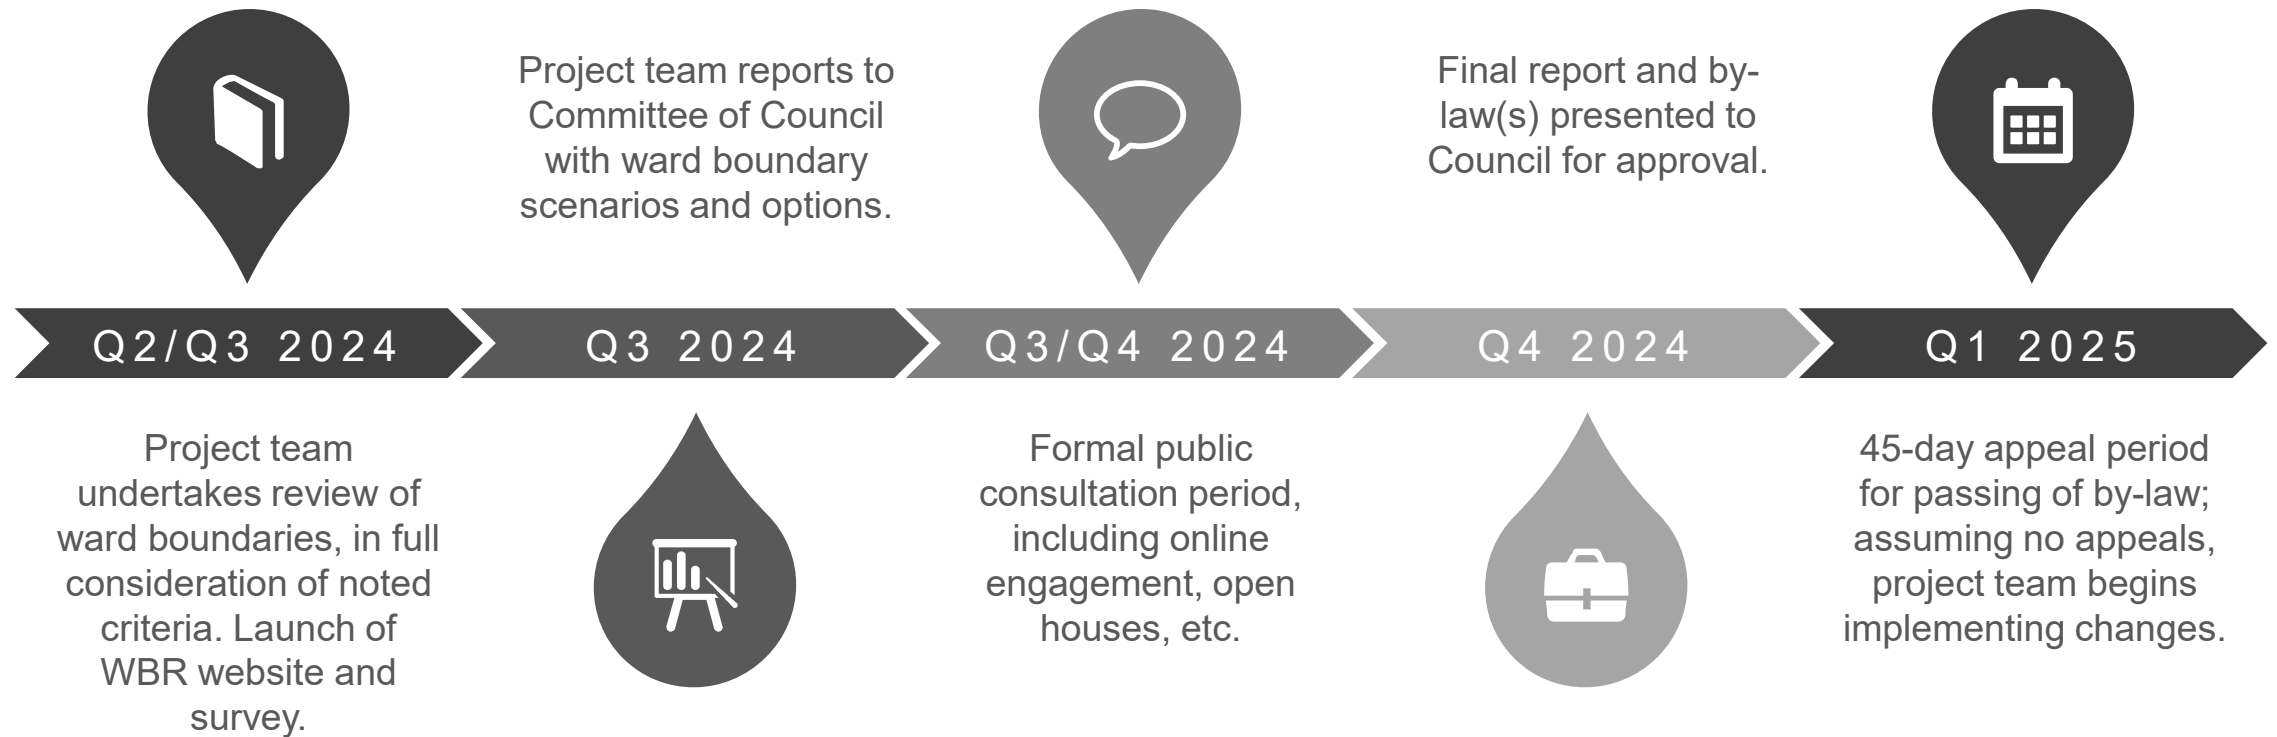 Q2/Q3 2024
Project team
undertakes review of
ward boundaries, in full
consideration of noted
criteria. Launch of
WBR website and
survey.
Project team reports to
Committee of Council
with ward boundary
scenarios and options.
Q3 2024
Q3/Q4 2024
Formal public
consultation period,
including online
engagement, open
houses, etc.
Final report and by-
law(s) presented to
Council for approval.
Q4 2024
Q1 2025
45-day appeal period
for passing of by-law;
assuming no appeals,
project team begins
implementing changes.